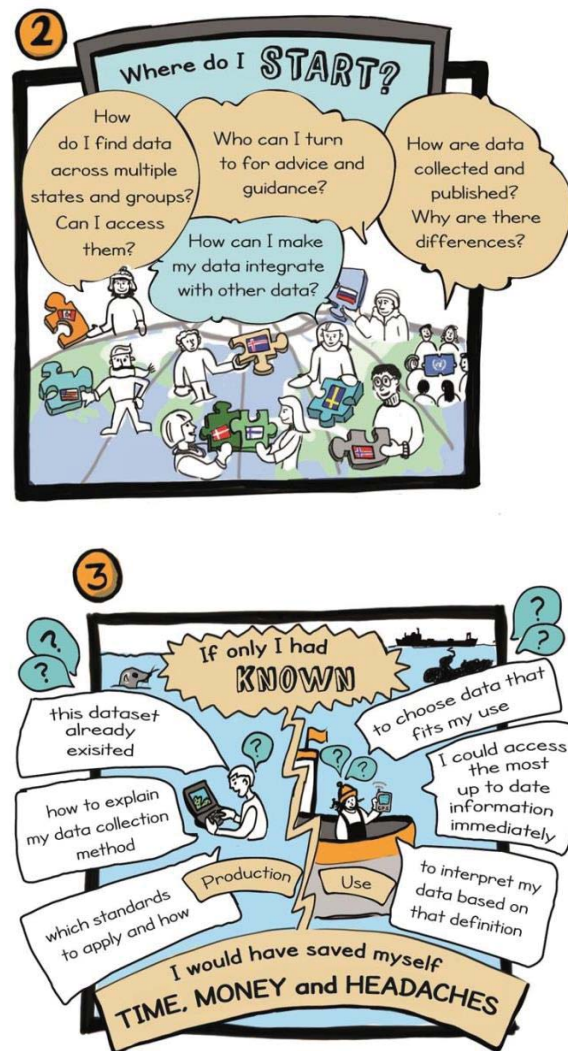 2
Where do I START?
How
do I find data
across multiple
states and groups?
Can I access
them?
Who can I turn
to for advice and
guidance?
How are data
collected and
published?
Why are there
differences?
How can I make
my data integrate
with other data?
3
?
?
If only I had
KNOWN
?
?
this dataset
already
exisited
how to explain
my data collection
method
which standards
to apply and how
?
Production
to choose data that
fits my use
I could access
the most
up to date
information
immediately
to interpret my
data based on
that definition
?
?
Use
I would have saved myself
TIME, MONEY and HEADACHES